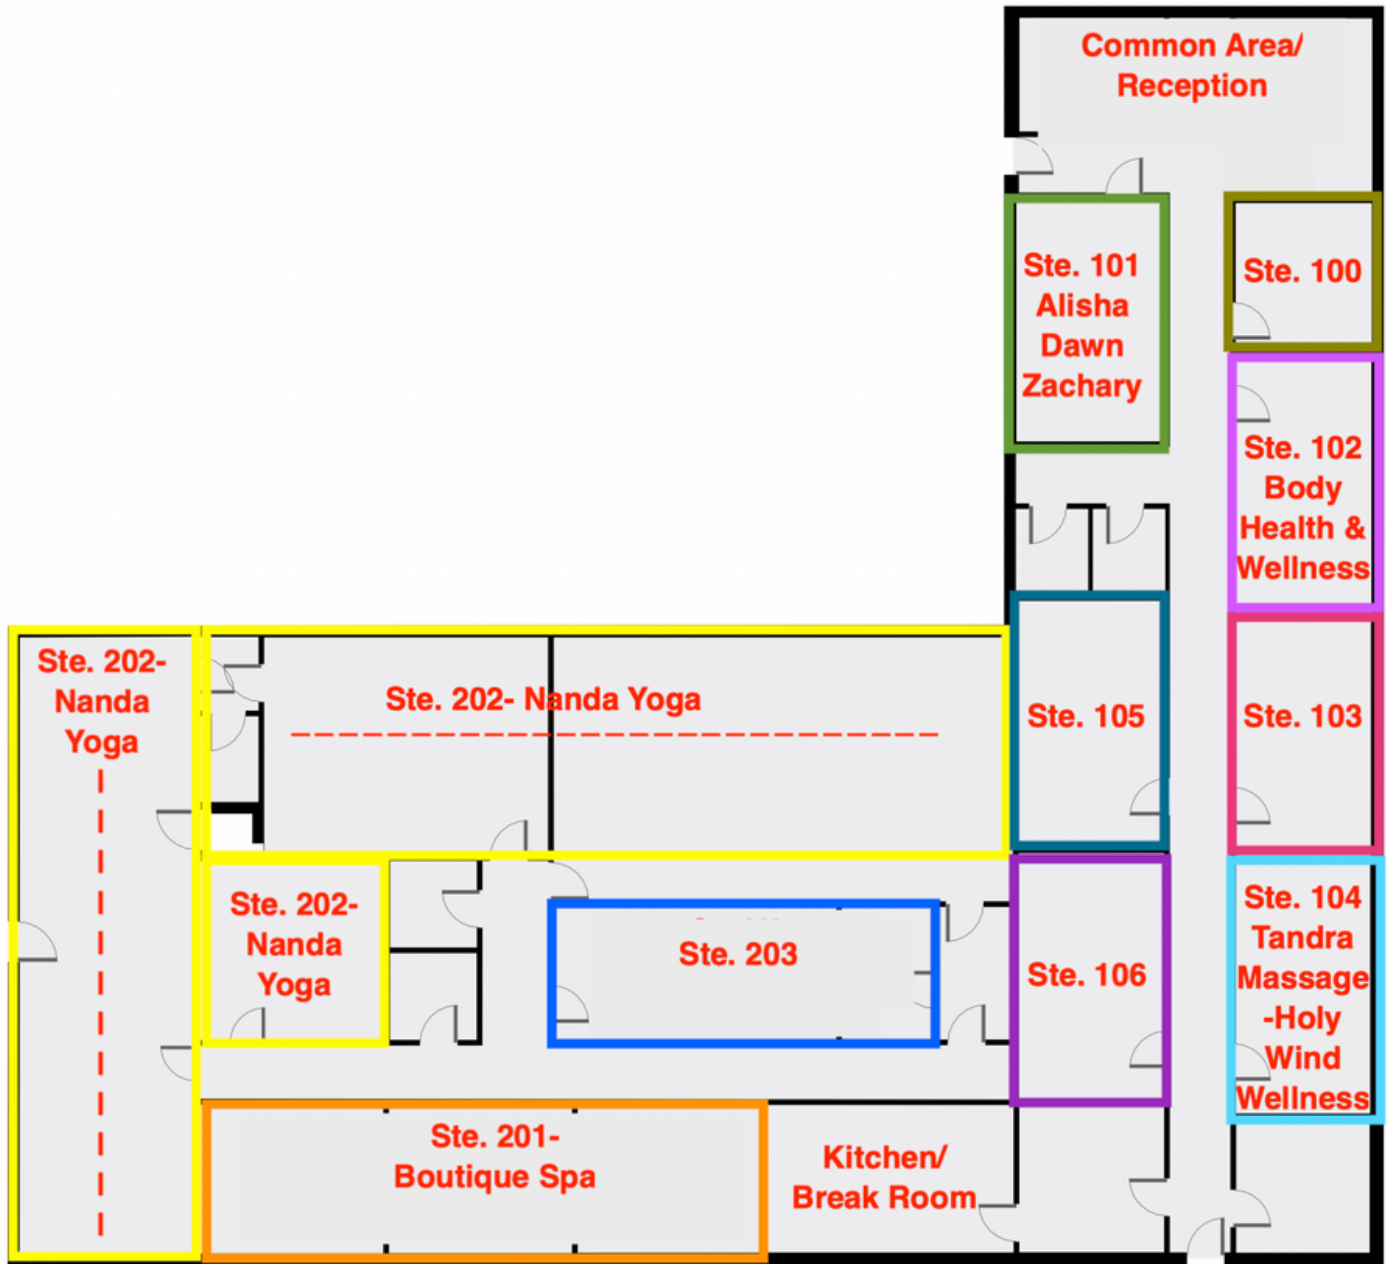 Common Area/
Reception
Ste. 101
Alisha
Dawn
Zachary
Ste. 100
Ste. 102
Body
Health &
Wellness
Ste. 202-
Nanda
Yoga
Ste. 202- Nanda Yoga
Ste. 105
Ste. 103
Ste. 202-
Nanda
Yoga
Ste. 203
Ste. 106
Ste. 104
Tandra
Massage
-Holy
Wind
Wellness
Ste. 201-
Boutique Spa
Kitchen/
Break Room